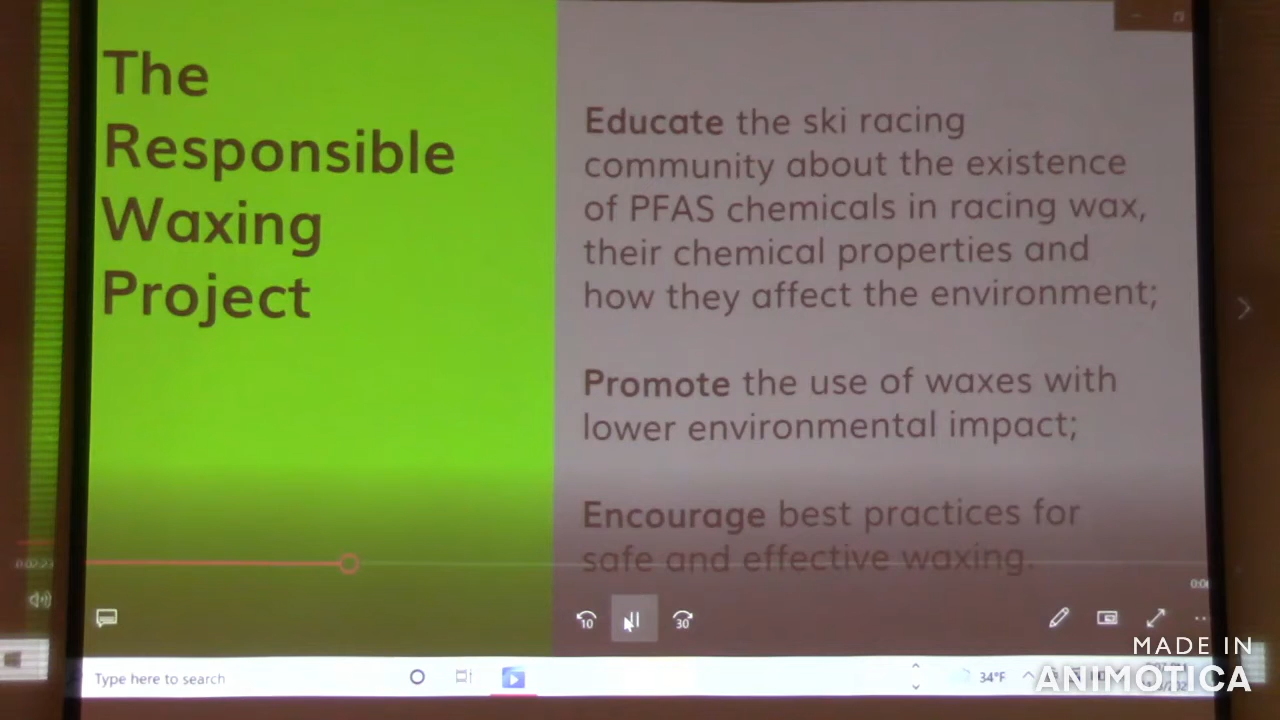 The
Responsible
Waxing
Project
Educate the ski racing
community about the existence
of PFAS chemicals in racing wax,
their chemical properties and
how they affect the environment;
Promote the use of waxes with
lower environmental impact;
Encourage best practices for
safe and effective waxing.
10
30
MADE IN
ANIMOTICA
Type here to search
34°F